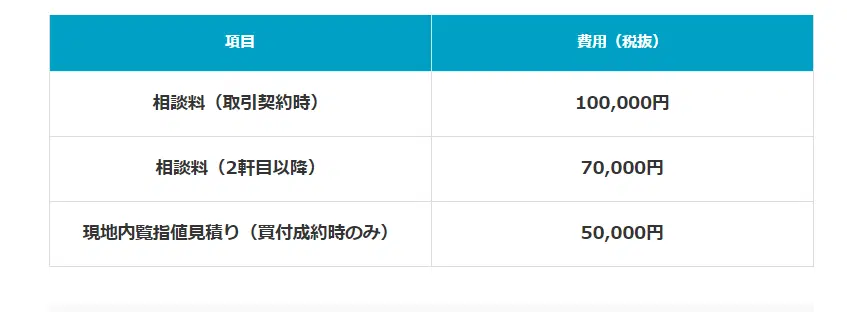 項目 費用（税抜）
相談料（取引契約時） 100,000円
相談料（2軒目以降） 70,000円
現地内覧指値見積り（買付成約時のみ） 50,000円